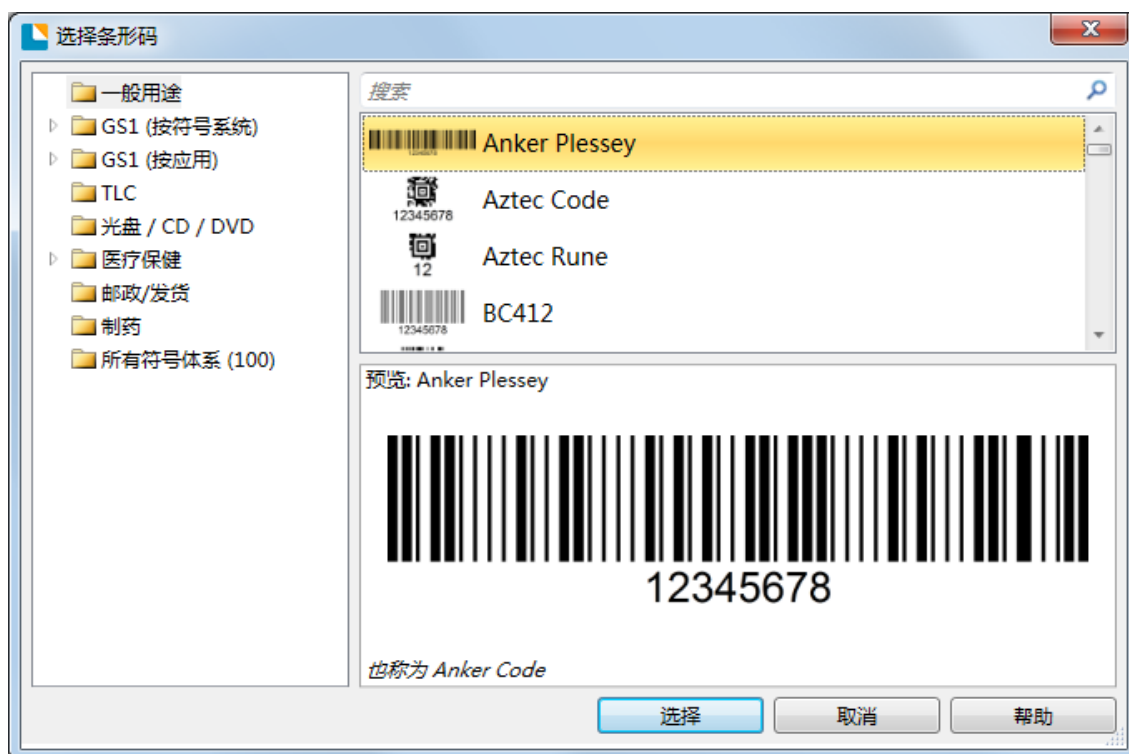 选择条形码
一般用途
GS1 (按符号系统)
GS1 (按应用)
TLC
光盘 / CD / DVD
医疗保健
邮政/发货
制药
所有符号体系 (100)
搜索
12345678 Anker Plessey
12345678 Aztec Code
12 Aztec Rune
12345678 BC412
预览: Anker Plessey
12345678
也称为 Anker Code
选择 取消 帮助